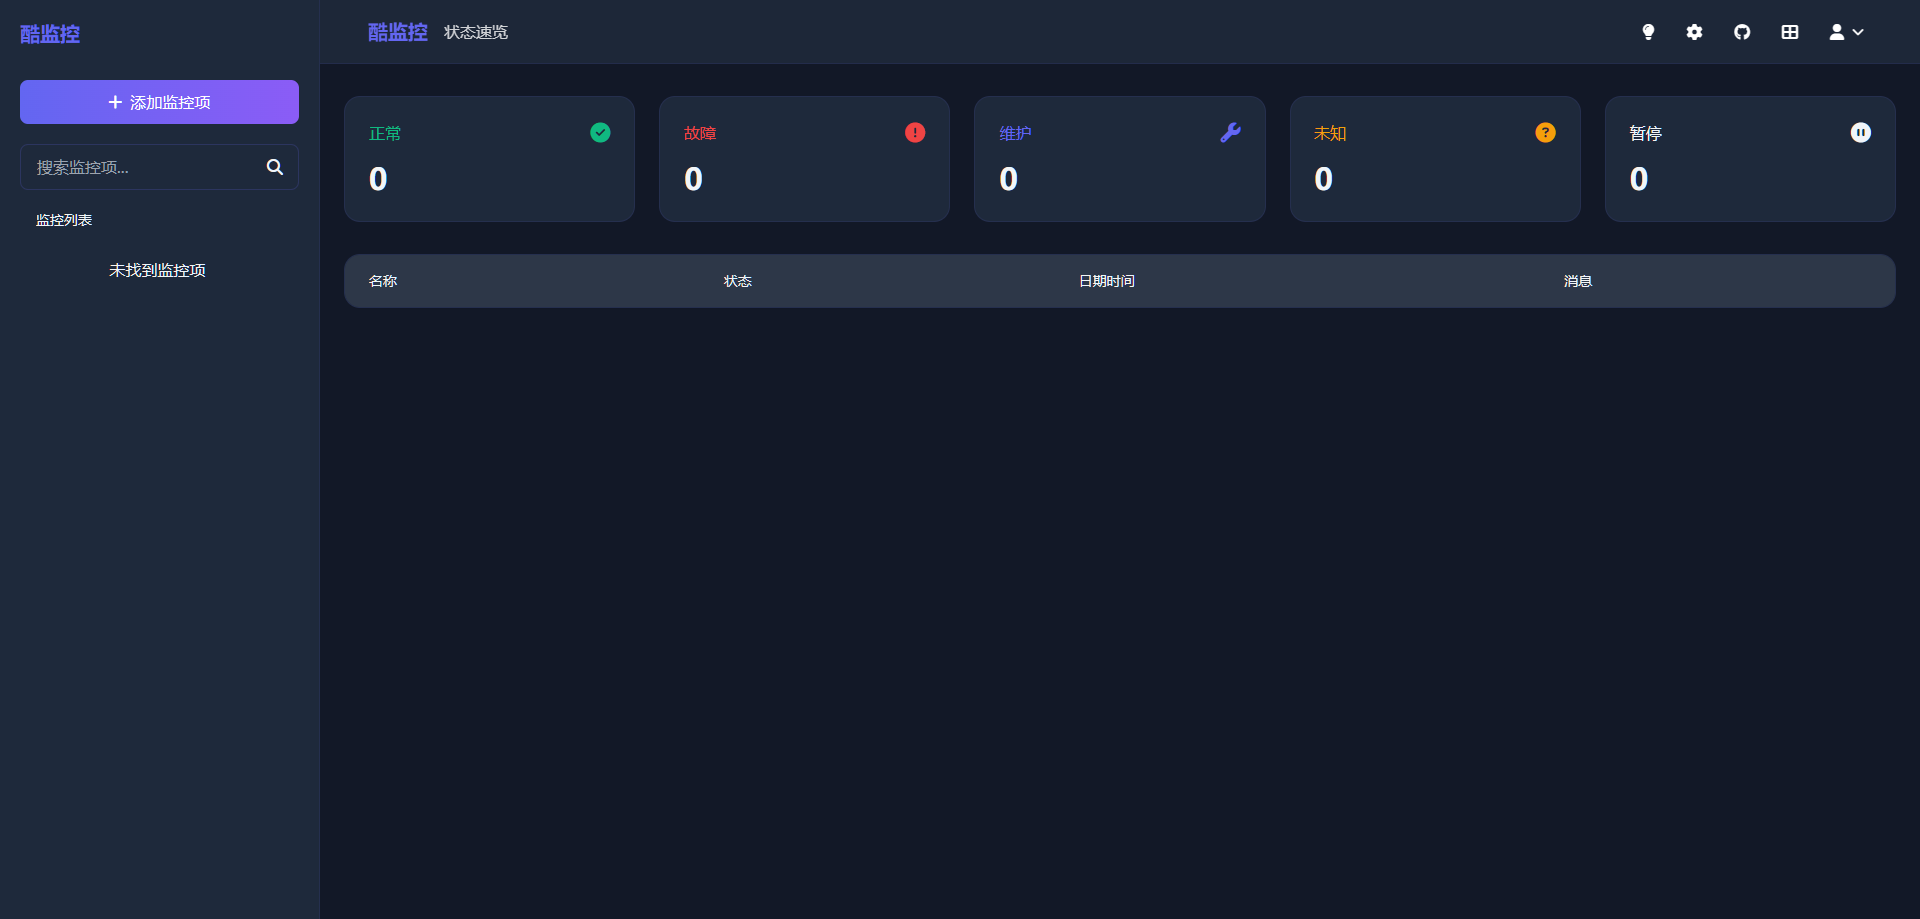 酷监控
添加监控项
搜索监控项...
监控列表
未找到监控项
酷监控 状态速览
正常
0
故障
0
维护
0
未知
0
暂停
0
名称 状态 日期时间 消息